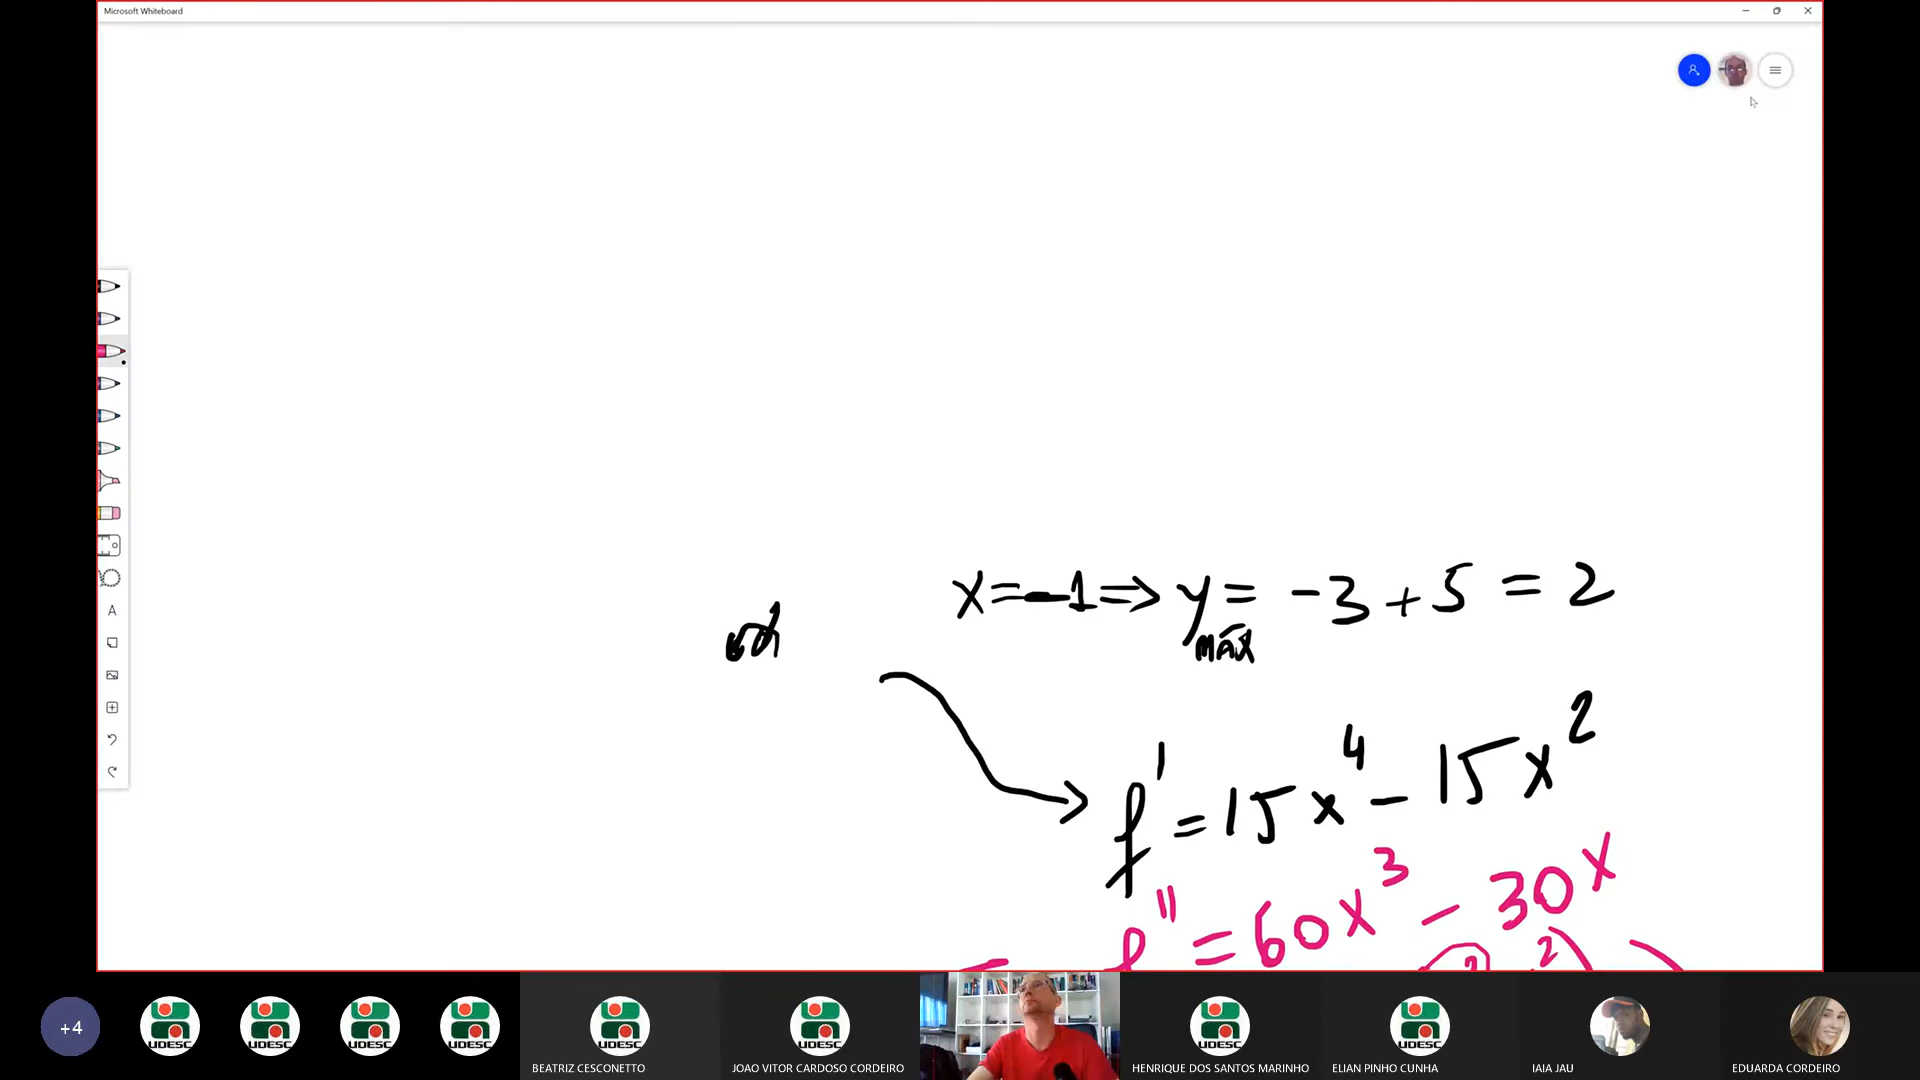 Microsoft Whiteboard
A
x=-1⇒ y = -3+5 = 2
máx
f' = 15x⁴ - 15x²
f'' = 60x³ - 30x
+4
UDESC
UDESC
UDESC
UDESC
UDESC
UDESC
UDESC
UDESC
BEATRIZ CESCONETTO
JOAO VITOR CARDOSO CORDEIRO
HENRIQUE DOS SANTOS MARINHO
ELIAN PINHO CUNHA
IAIA JAU
EDUARDA CORDEIRO